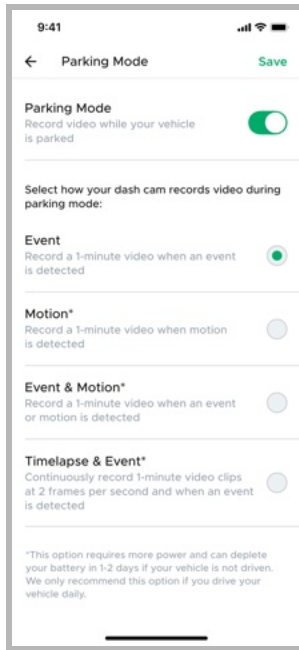 9:41
Parking Mode
Save
Parking Mode
Record video while your vehicle
is parked
Select how your dash cam records video during
parking mode:
Event
Record a 1-minute video when an event
is detected
Motion*
Record a 1-minute video when motion
is detected
Event & Motion*
Record a 1-minute video when an event
or motion is detected
Timelapse & Event*
Continuously record 1-minute video clips
at 2 frames per second and when an event
is detected
*This option requires more power and can deplete
your battery in 1-2 days if your vehicle is not driven.
We only recommend this option if you drive your
vehicle daily.